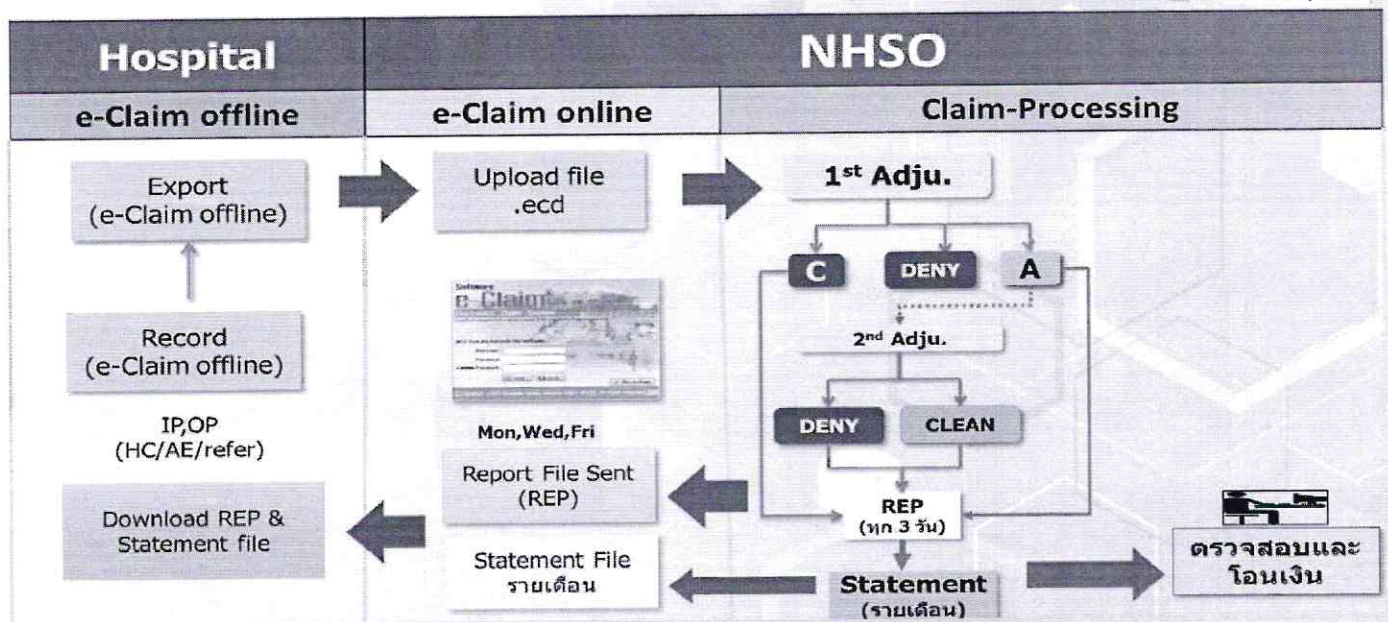 Hospital
NHSO
e-Claim offline
e-Claim online
Claim-Processing
Export
(e-Claim offline)
Upload file
.ecd
1st Adju.
C
DENY
A
Software
e-Claim
Record
(e-Claim offline)
2nd Adju.
IP,OP
(HC/AE/refer)
Mon,Wed,Fri
DENY
CLEAN
Report File Sent
(REP)
REP
(ทุก 3 วัน)
Download REP &
Statement file
Statement File
รายเดือน
Statement
(รายเดือน)
ตรวจสอบและ
โอนเงิน